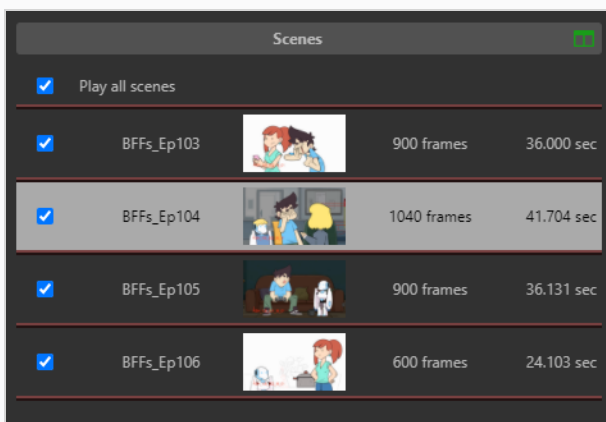 Scenes
Play all scenes
BFFs_Ep103 900 frames 36.000 sec
BFFs_Ep104 1040 frames 41.704 sec
BFFs_Ep105 900 frames 36.131 sec
BFFs_Ep106 600 frames 24.103 sec